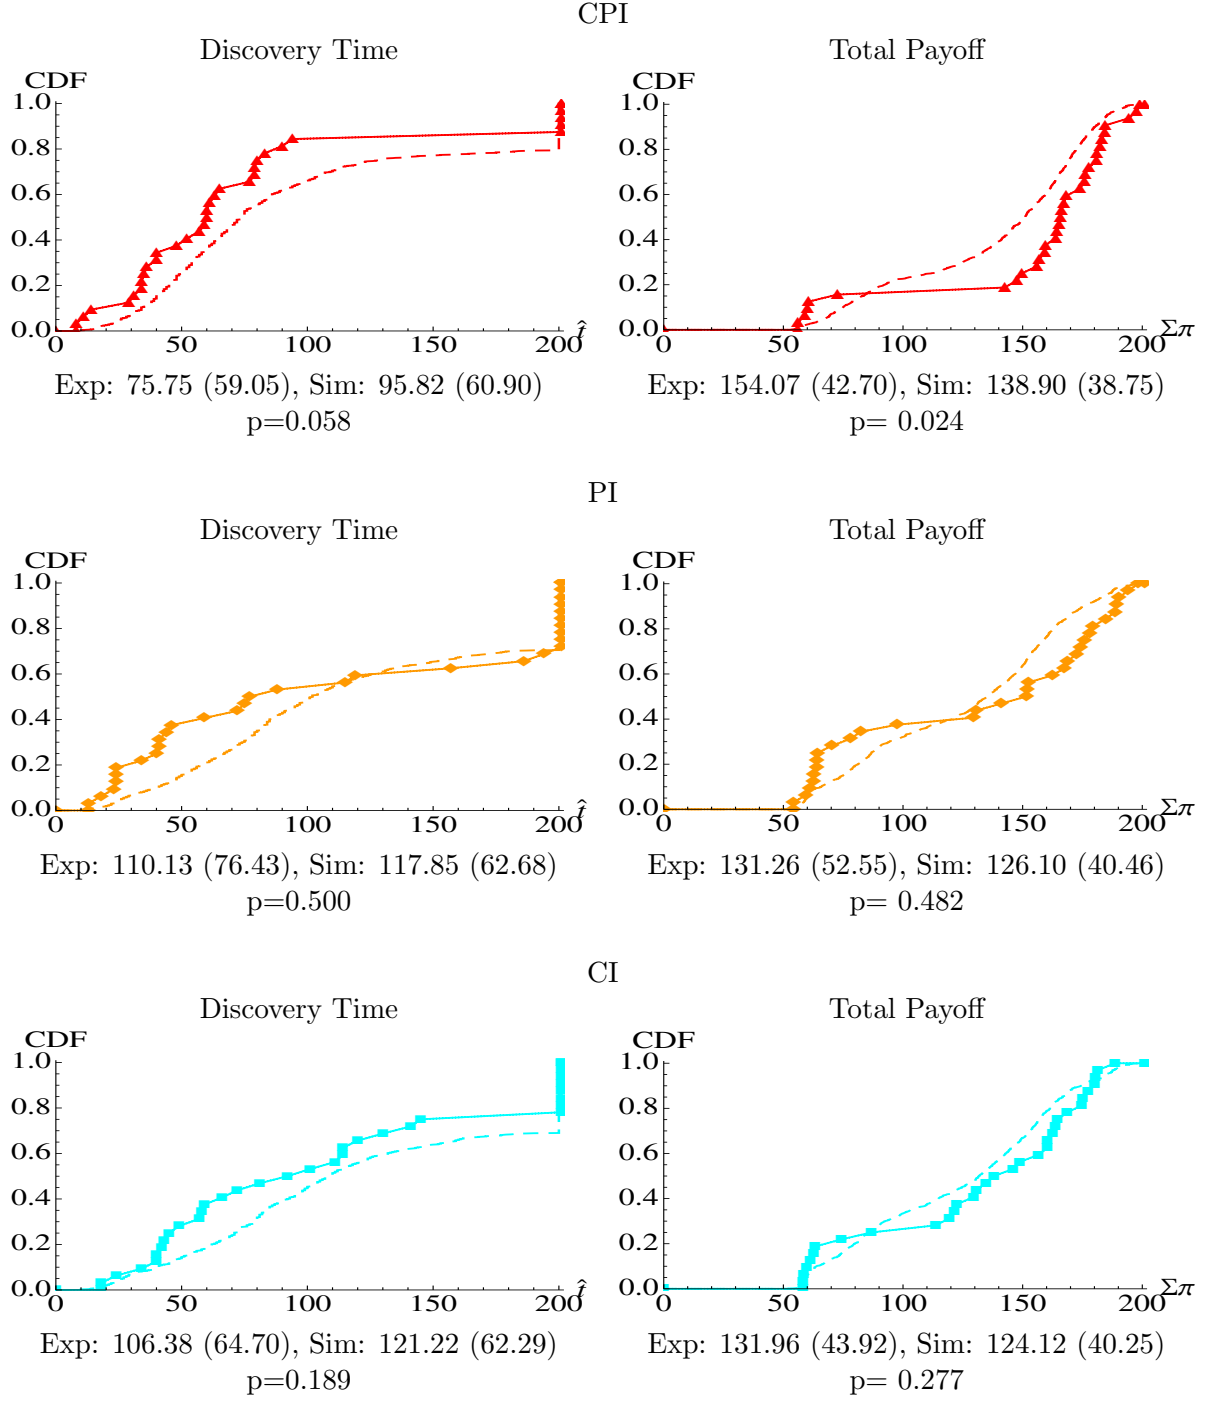 CPI
Discovery Time
CDF
1.0
0.8
0.6
0.4
0.2
0.0
0 50 100 150 200 t̂
Exp: 75.75 (59.05), Sim: 95.82 (60.90)
p=0.058
Total Payoff
CDF
1.0
0.8
0.6
0.4
0.2
0.0
0 50 100 150 200 Σπ
Exp: 154.07 (42.70), Sim: 138.90 (38.75)
p= 0.024
PI
Discovery Time
CDF
1.0
0.8
0.6
0.4
0.2
0.0
0 50 100 150 200 t̂
Exp: 110.13 (76.43), Sim: 117.85 (62.68)
p=0.500
Total Payoff
CDF
1.0
0.8
0.6
0.4
0.2
0.0
0 50 100 150 200 Σπ
Exp: 131.26 (52.55), Sim: 126.10 (40.46)
p= 0.482
CI
Discovery Time
CDF
1.0
0.8
0.6
0.4
0.2
0.0
0 50 100 150 200 t̂
Exp: 106.38 (64.70), Sim: 121.22 (62.29)
p=0.189
Total Payoff
CDF
1.0
0.8
0.6
0.4
0.2
0.0
0 50 100 150 200 Σπ
Exp: 131.96 (43.92), Sim: 124.12 (40.25)
p= 0.277